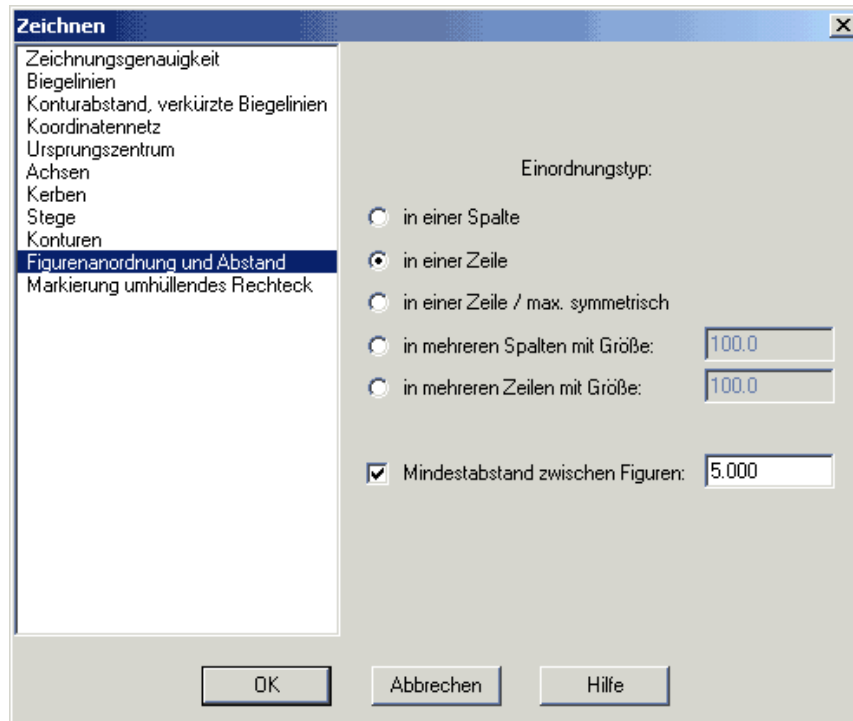 Zeichnen
Zeichnungsgenauigkeit
Biegelinien
Konturabstand, verkürzte Biegelinien
Koordinatennetz
Ursprungszentrum
Achsen
Kerben
Stege
Konturen
Figurenanordnung und Abstand
Markierung umhüllendes Rechteck
Einordnungstyp:
in einer Spalte
in einer Zeile
in einer Zeile / max. symmetrisch
in mehreren Spalten mit Größe: 100.0
in mehreren Zeilen mit Größe: 100.0
Mindestabstand zwischen Figuren: 5.000
OK Abbrechen Hilfe